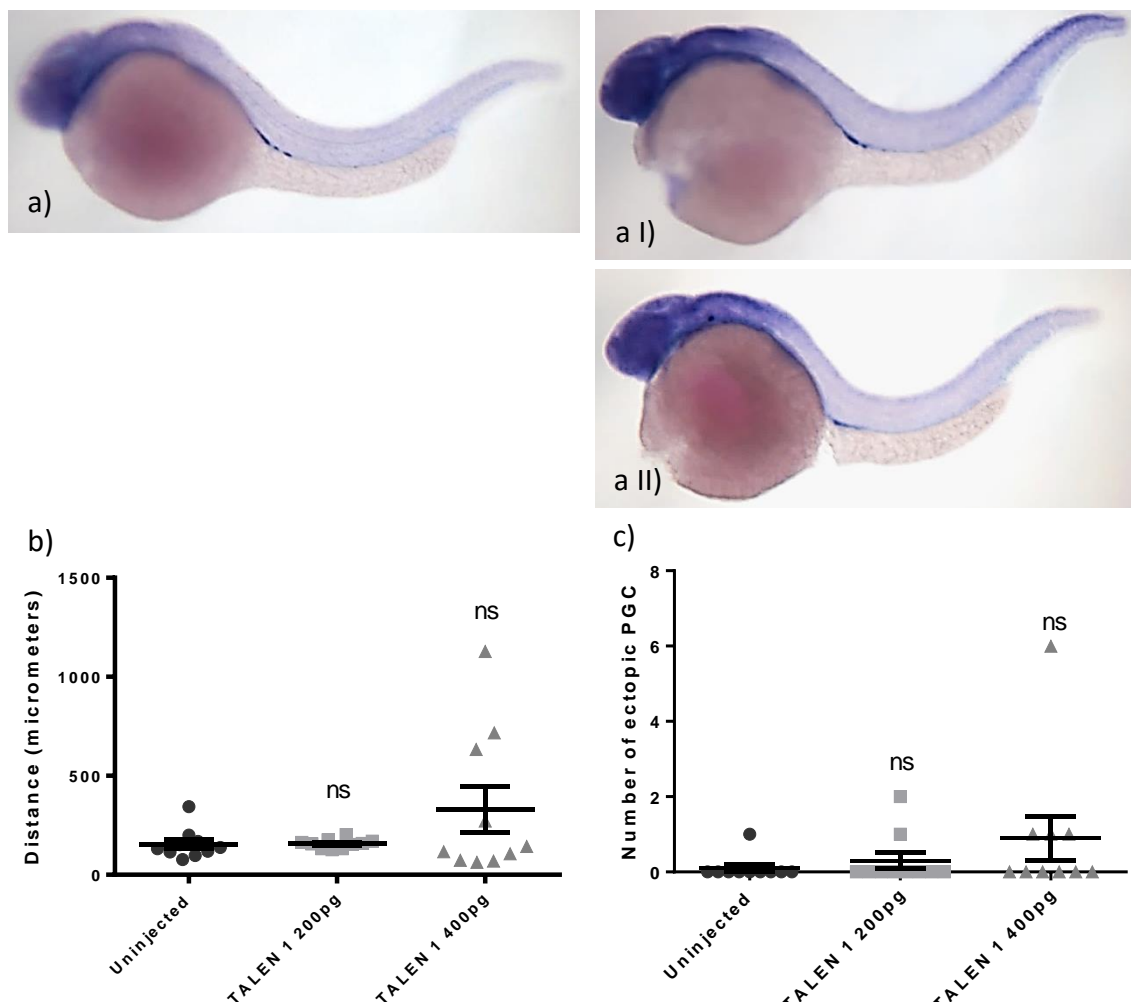 a)
a I)
a II)
b)
Distance (micrometers)
1500
1000
500
0
ns
ns
Uninjected
TALEN 1 200pg
TALEN 1 400pg
c)
Number of ectopic PGC
8
6
4
2
0
ns
ns
Uninjected
TALEN 1 200pg
TALEN 1 400pg